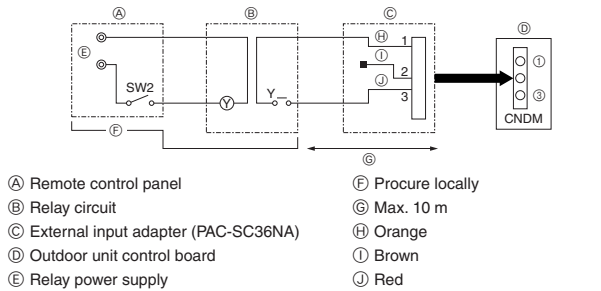 Ⓐ Ⓑ Ⓒ Ⓓ
Ⓔ SW2 Ⓨ Y Ⓗ 1 Ⓘ 2 Ⓙ 3 ① ③ CNDM
Ⓕ Ⓖ
Ⓐ Remote control panel
Ⓑ Relay circuit
Ⓒ External input adapter (PAC-SC36NA)
Ⓓ Outdoor unit control board
Ⓔ Relay power supply
Ⓕ Procure locally
Ⓖ Max. 10 m
Ⓗ Orange
Ⓘ Brown
Ⓙ Red